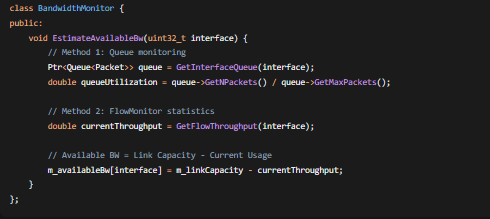 class BandwidthMonitor {
public:
    void EstimateAvailableBw(uint32_t interface) {
        // Method 1: Queue monitoring
        Ptr<Queue<Packet>> queue = GetInterfaceQueue(interface);
        double queueUtilization = queue->GetNPackets() / queue->GetMaxPackets();

        // Method 2: FlowMonitor statistics
        double currentThroughput = GetFlowThroughput(interface);

        // Available BW = Link Capacity - Current Usage
        m_availableBw[interface] = m_linkCapacity - currentThroughput;
    }
};